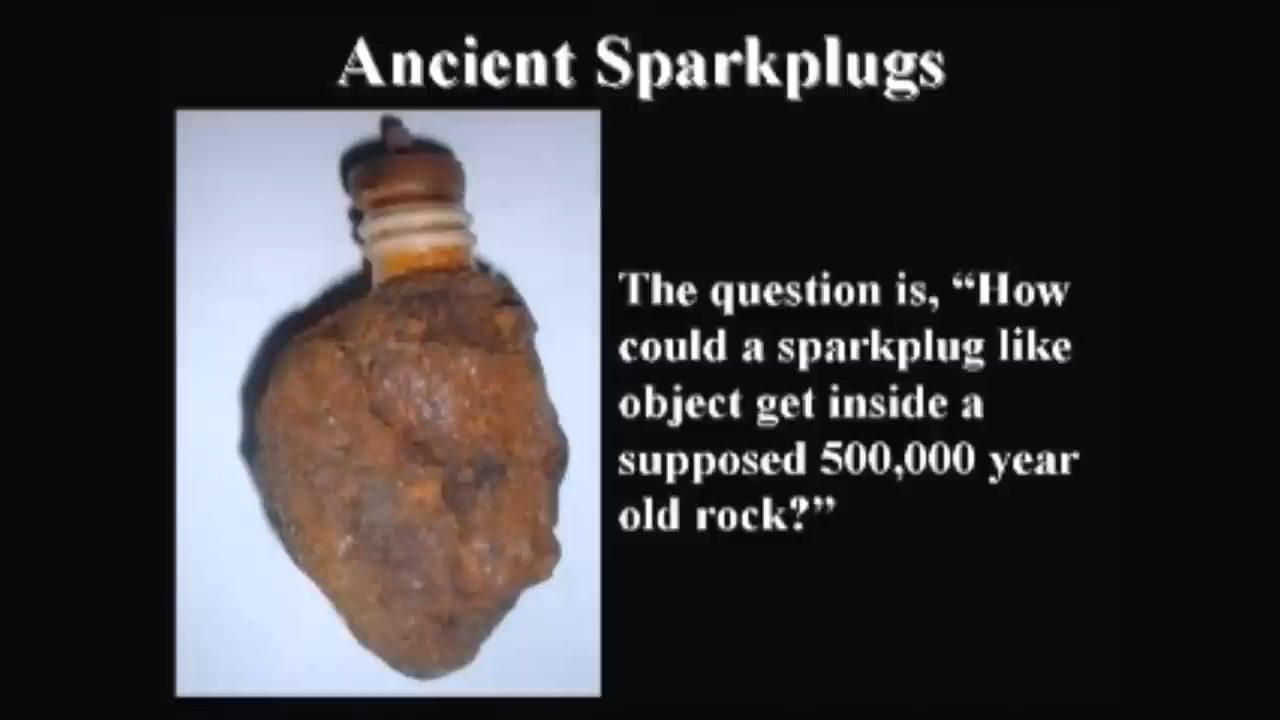 Ancient Sparkplugs
The question is, “How
could a sparkplug like
object get inside a
supposed 500,000 year
old rock?”